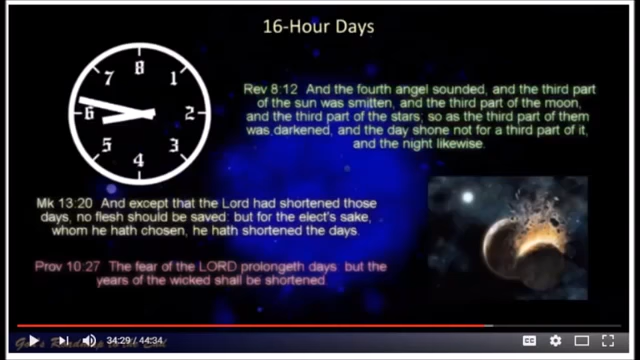 16-Hour Days
8
7 1
6 2
5 3
4
Rev 8:12 And the fourth angel sounded, and the third part
of the sun was smitten, and the third part of the moon,
and the third part of the stars; so as the third part of them
was darkened, and the day shone not for a third part of it,
and the night likewise.
Mk 13:20 And except that the Lord had shortened those
days, no flesh should be saved: but for the elect's sake,
whom he hath chosen, he hath shortened the days.
Prov 10:27 The fear of the LORD prolongeth days but the
years of the wicked shall be shortened.
God's Roadmap to the End
34:29 / 44:34
CC